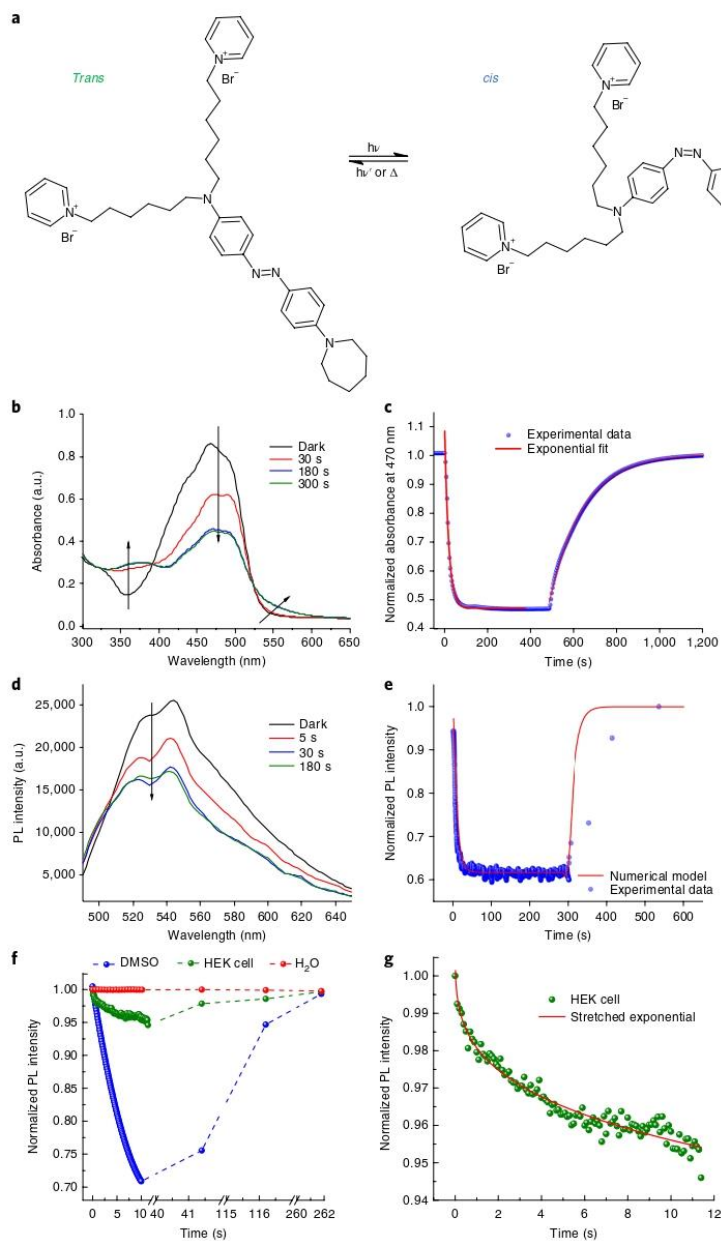 a
Trans
N+
Br−
N+
Br−
N
N=N
N
hν
hν′ or Δ
cis
N+
Br−
N=N
N
N+
Br−
b
Absorbance (a.u.)
1.0
0.8
0.6
0.4
0.2
0.0
Dark
30 s
180 s
300 s
300 350 400 450 500 550 600 650
Wavelength (nm)
c
Normalized absorbance at 470 nm
1.1
1.0
0.9
0.8
0.7
0.6
0.5
0.4
Experimental data
Exponential fit
0 200 400 600 800 1,000 1,200
Time (s)
d
PL intensity (a.u.)
25,000
20,000
15,000
10,000
5,000
Dark
5 s
30 s
180 s
500 520 540 560 580 600 620 640
Wavelength (nm)
e
Normalized PL intensity
1.0
0.9
0.8
0.7
0.6
Numerical model
Experimental data
0 100 200 300 400 500 600
Time (s)
f
DMSO HEK cell H2O
Normalized PL intensity
1.00
0.95
0.90
0.85
0.80
0.75
0.70
0 5 10 40 41 115 116 260 262
Time (s)
g
Normalized PL intensity
1.00
0.99
0.98
0.97
0.96
0.95
0.94
HEK cell
Stretched exponential
0 2 4 6 8 10 12
Time (s)